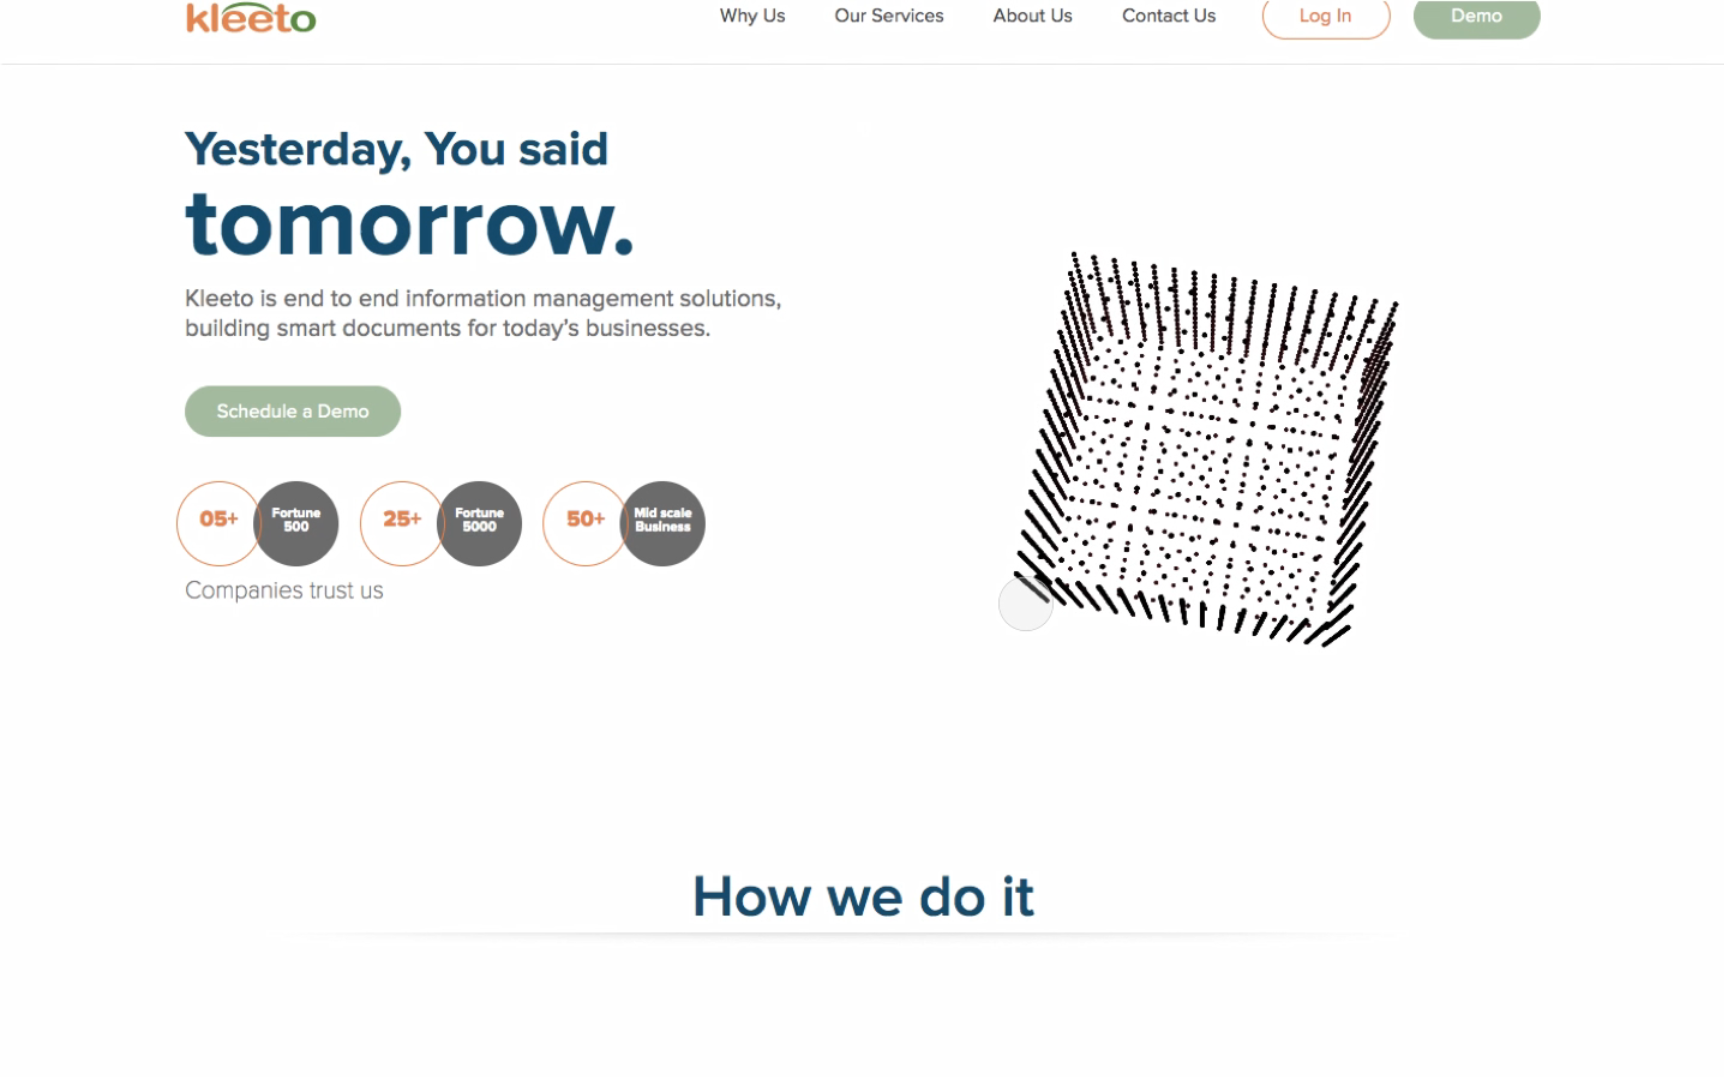 kleeto
Why Us
Our Services
About Us
Contact Us
Log In
Demo
Yesterday, You said
tomorrow.
Kleeto is end to end information management solutions,
building smart documents for today's businesses.
Schedule a Demo
05+
Fortune
500
25+
Fortune
5000
50+
Mid scale
Business
Companies trust us
How we do it